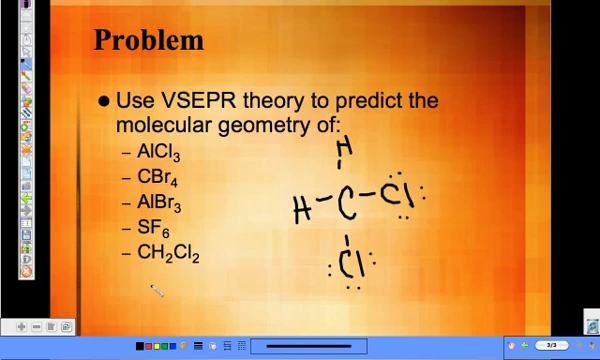 Problem
● Use VSEPR theory to predict the
molecular geometry of:
– AlCl₃
– CBr₄
– AlBr₃
– SF₆
– CH₂Cl₂
H
H – C – Cl
Cl
3/3